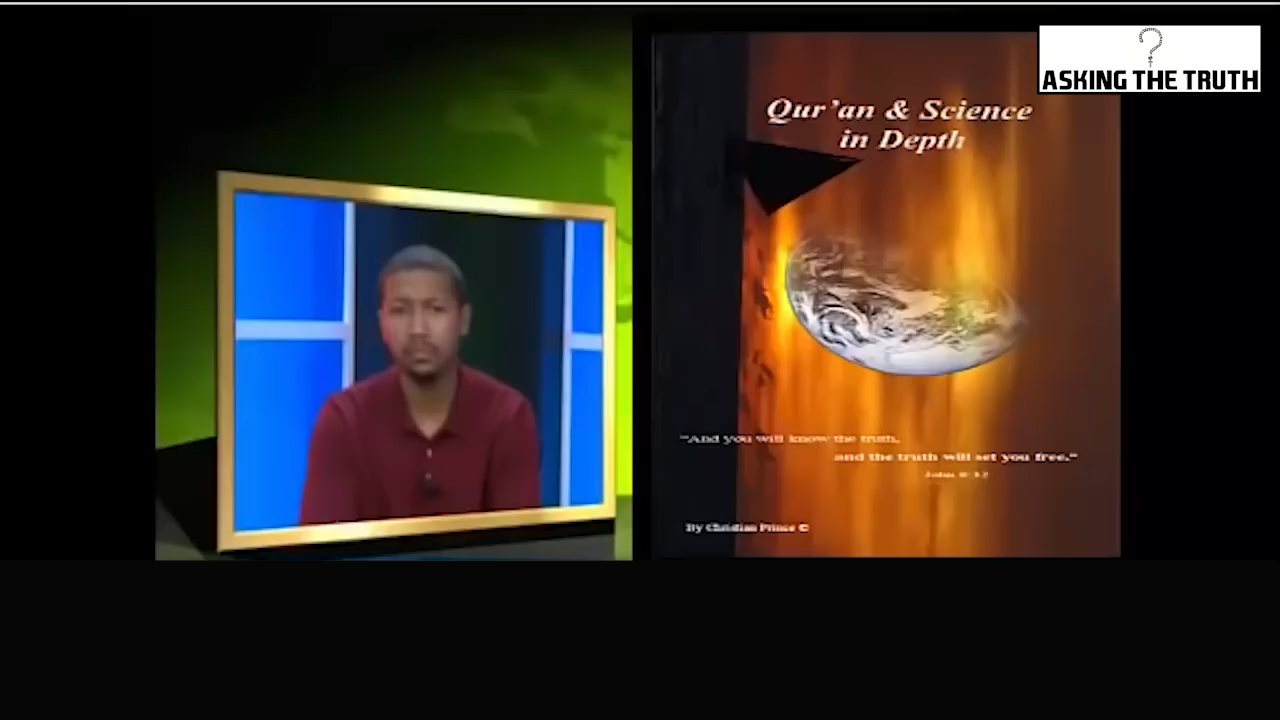 ASKING THE TRUTH
Qur'an & Science
in Depth
"And you will know the truth,
and the truth will set you free."
John 8:32
By Christian Prince ©